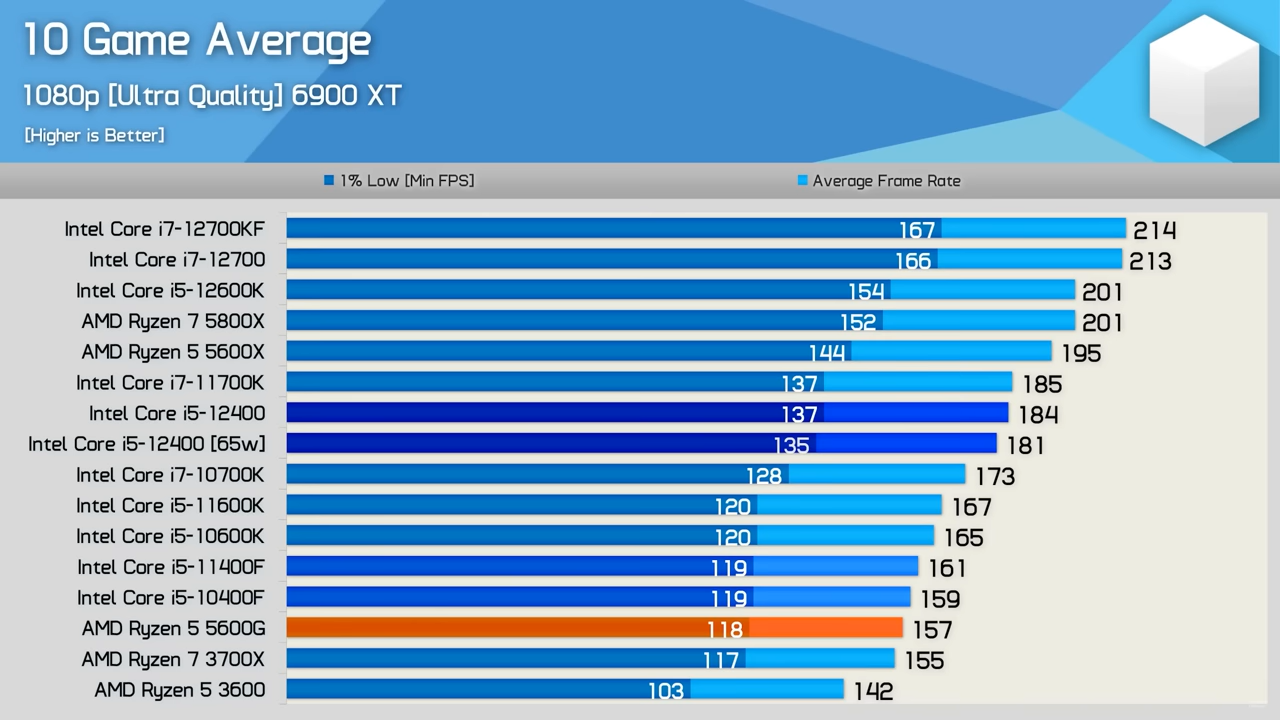 10 Game Average
1080p [Ultra Quality] 6900 XT
[Higher is Better]
1% Low [Min FPS] Average Frame Rate
Intel Core i7-12700KF 167 214
Intel Core i7-12700 166 213
Intel Core i5-12600K 154 201
AMD Ryzen 7 5800X 152 201
AMD Ryzen 5 5600X 144 195
Intel Core i7-11700K 137 185
Intel Core i5-12400 137 184
Intel Core i5-12400 [65w] 135 181
Intel Core i7-10700K 128 173
Intel Core i5-11600K 120 167
Intel Core i5-10600K 120 165
Intel Core i5-11400F 119 161
Intel Core i5-10400F 119 159
AMD Ryzen 5 5600G 118 157
AMD Ryzen 7 3700X 117 155
AMD Ryzen 5 3600 103 142